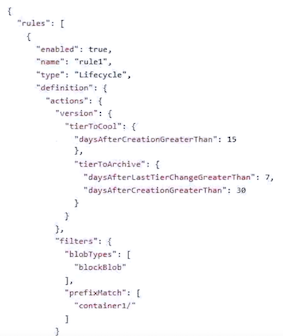 {
"rules": [
{
"enabled": true,
"name": "rule1",
"type": "Lifecycle",
"definition": {
"actions": {
"version": {
"tierToCool": {
"daysAfterCreationGreaterThan": 15
},
"tierToArchive": {
"daysAfterLastTierChangeGreaterThan": 7,
"daysAfterCreationGreaterThan": 30
}
}
},
"filters": {
"blobTypes": [
"blockBlob"
],
"prefixMatch": [
"container1/"
]
}